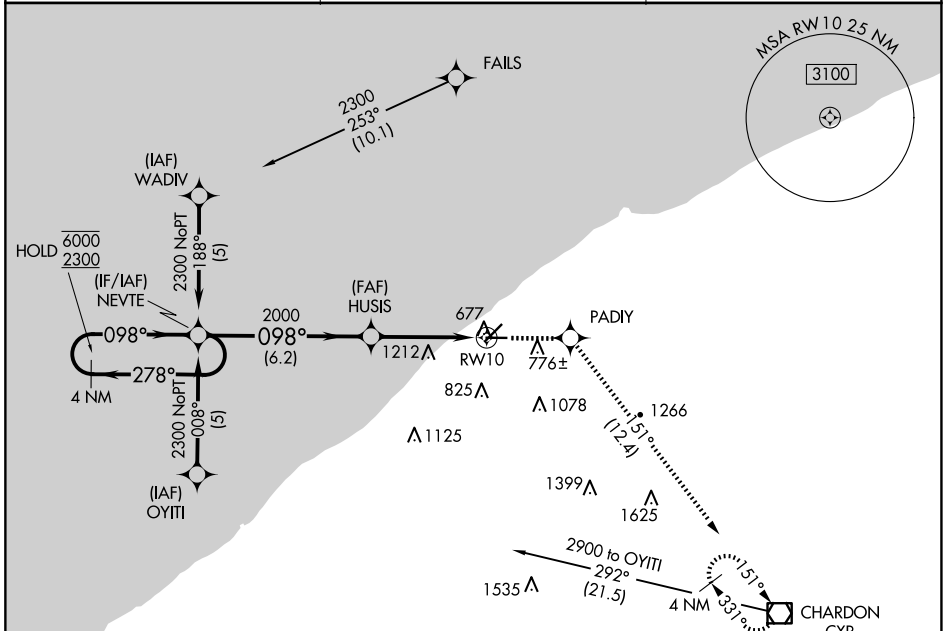 MSA RW10 25 NM
3100
FAILS
2300
253°
(10.1)
(IAF)
WADIV
2300 NoPT
188°
(5)
HOLD 6000
2300
(IF/IAF)
NEVTE
098°
278°
4 NM
2000
098°
(6.2)
(FAF)
HUSIS
1212
677
RW10
776±
PADIY
825
1078
1125
1266
151°
(12.4)
2300 NoPT
008°
(5)
(IAF)
OYITI
1399
1625
2900 to OYITI
292°
(21.5)
1535
4 NM
151°
331°
CHARDON